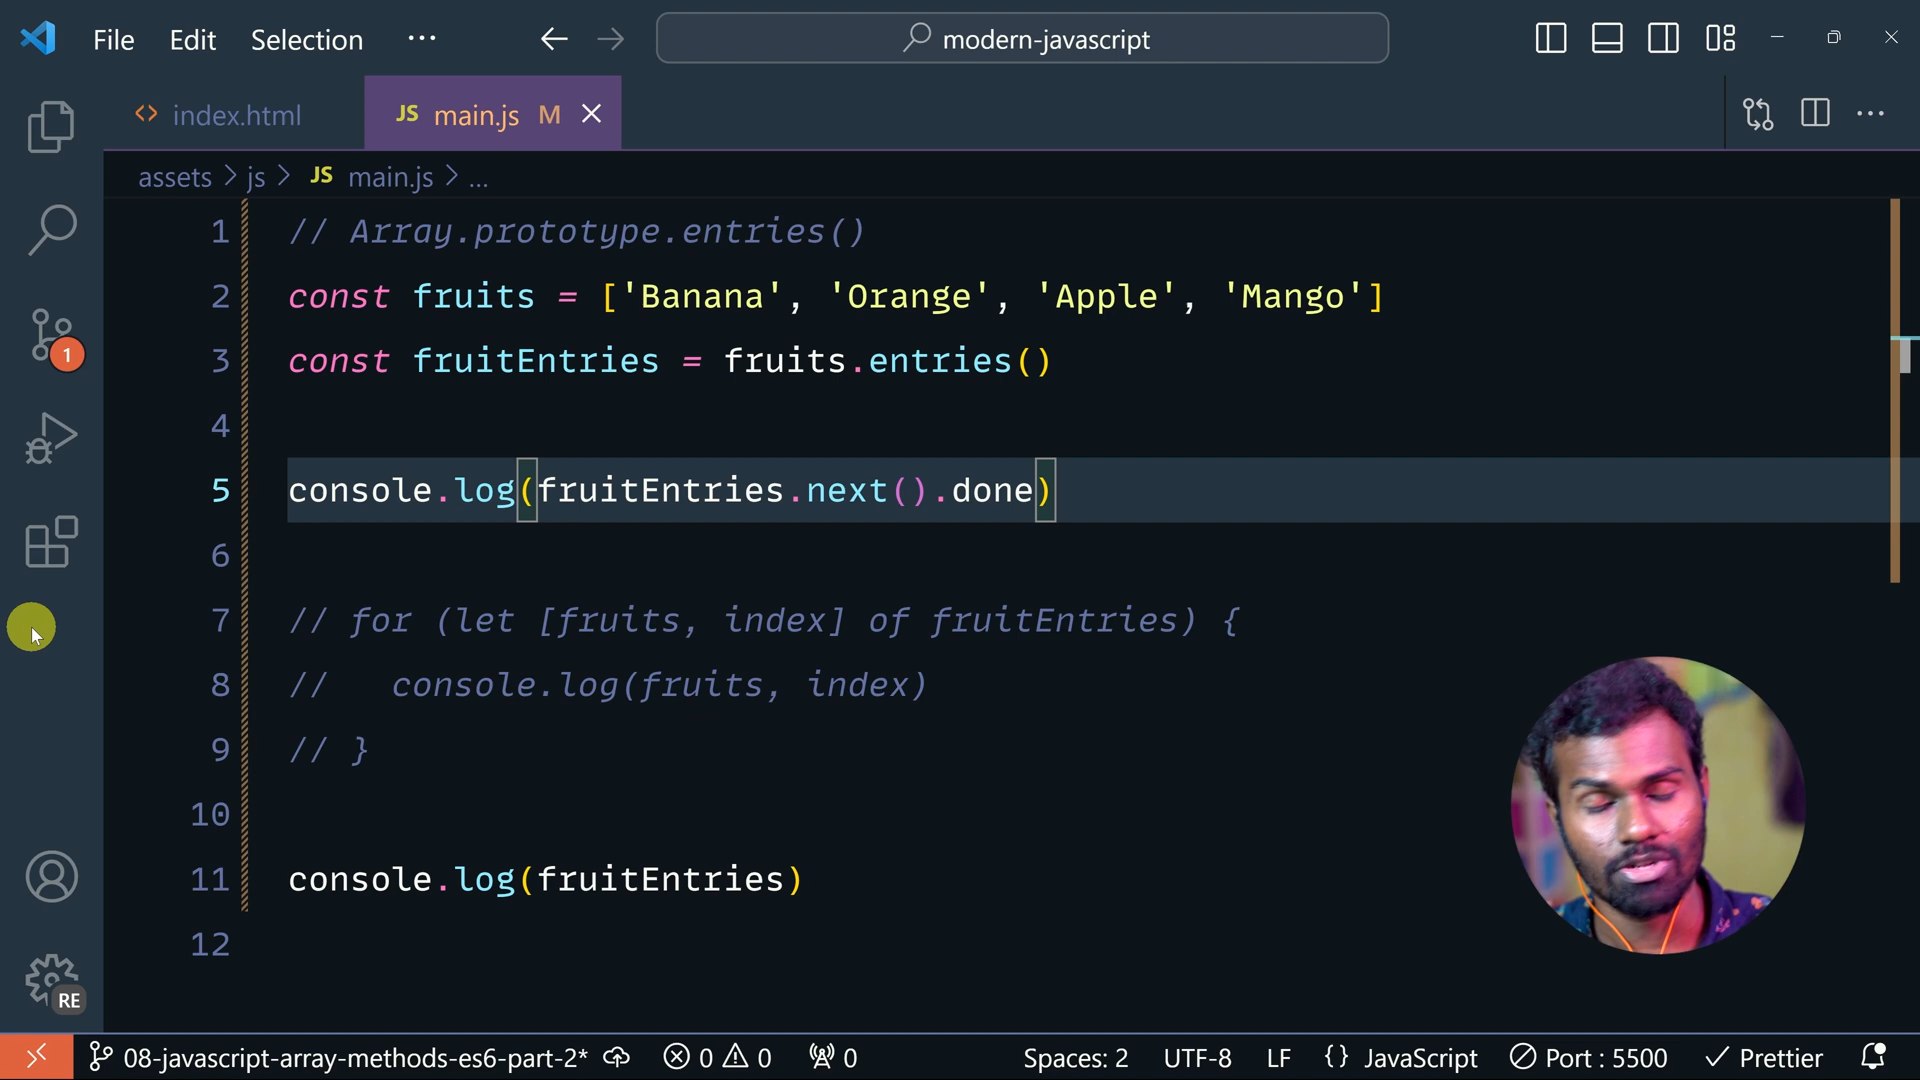 File Edit Selection ··· modern-javascript
index.html JS main.js M
assets > js > JS main.js > ...
1 // Array.prototype.entries()
2 const fruits = ['Banana', 'Orange', 'Apple', 'Mango']
3 const fruitEntries = fruits.entries()
4
5 console.log(fruitEntries.next().done)
6
7 // for (let [fruits, index] of fruitEntries) {
8 //   console.log(fruits, index)
9 // }
10
11 console.log(fruitEntries)
12
1
RE
08-javascript-array-methods-es6-part-2* 0 0 0 Spaces: 2 UTF-8 LF {} JavaScript Port : 5500 Prettier